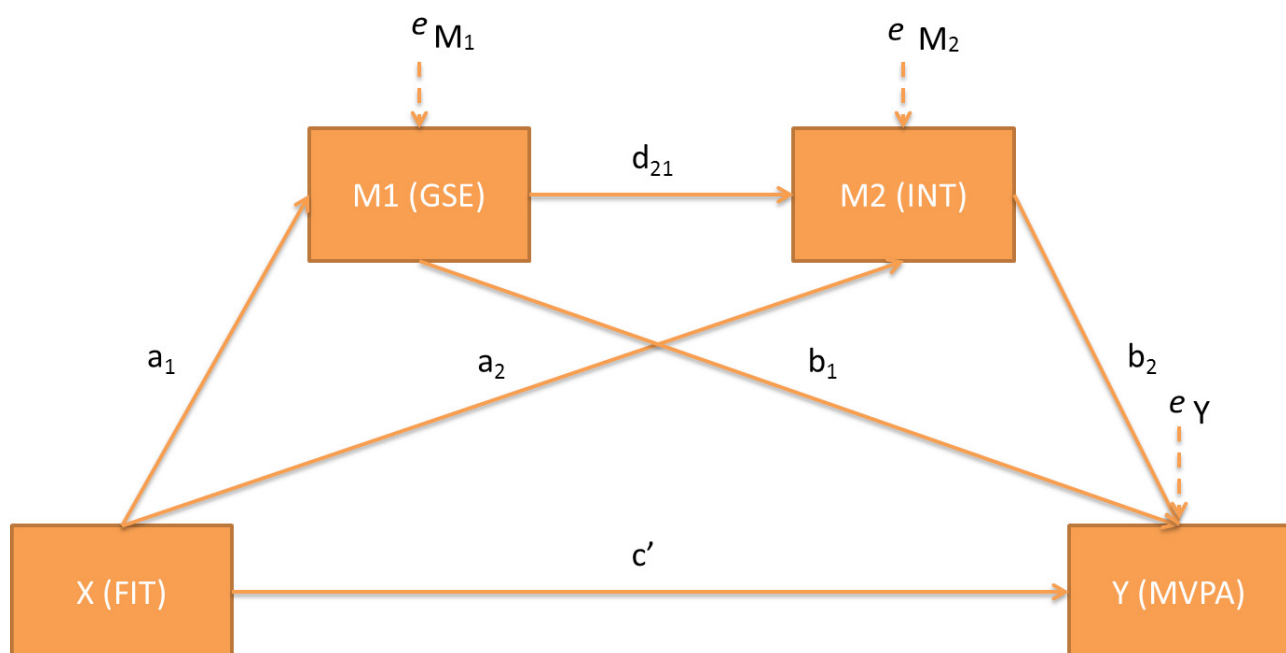 e M₁
e M₂
M1 (GSE)
d₂₁
M2 (INT)
a₁
a₂
b₁
b₂
e Y
X (FIT)
c’
Y (MVPA)